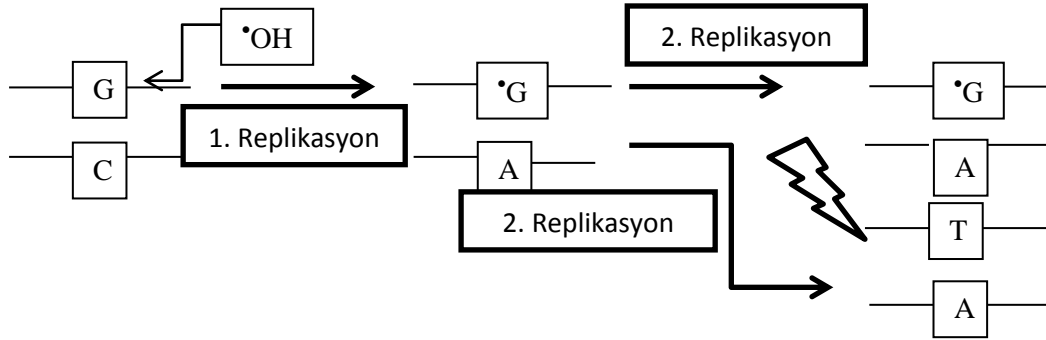 •OH
2. Replikasyon
G
•G
•G
1. Replikasyon
C
A
A
2. Replikasyon
T
A